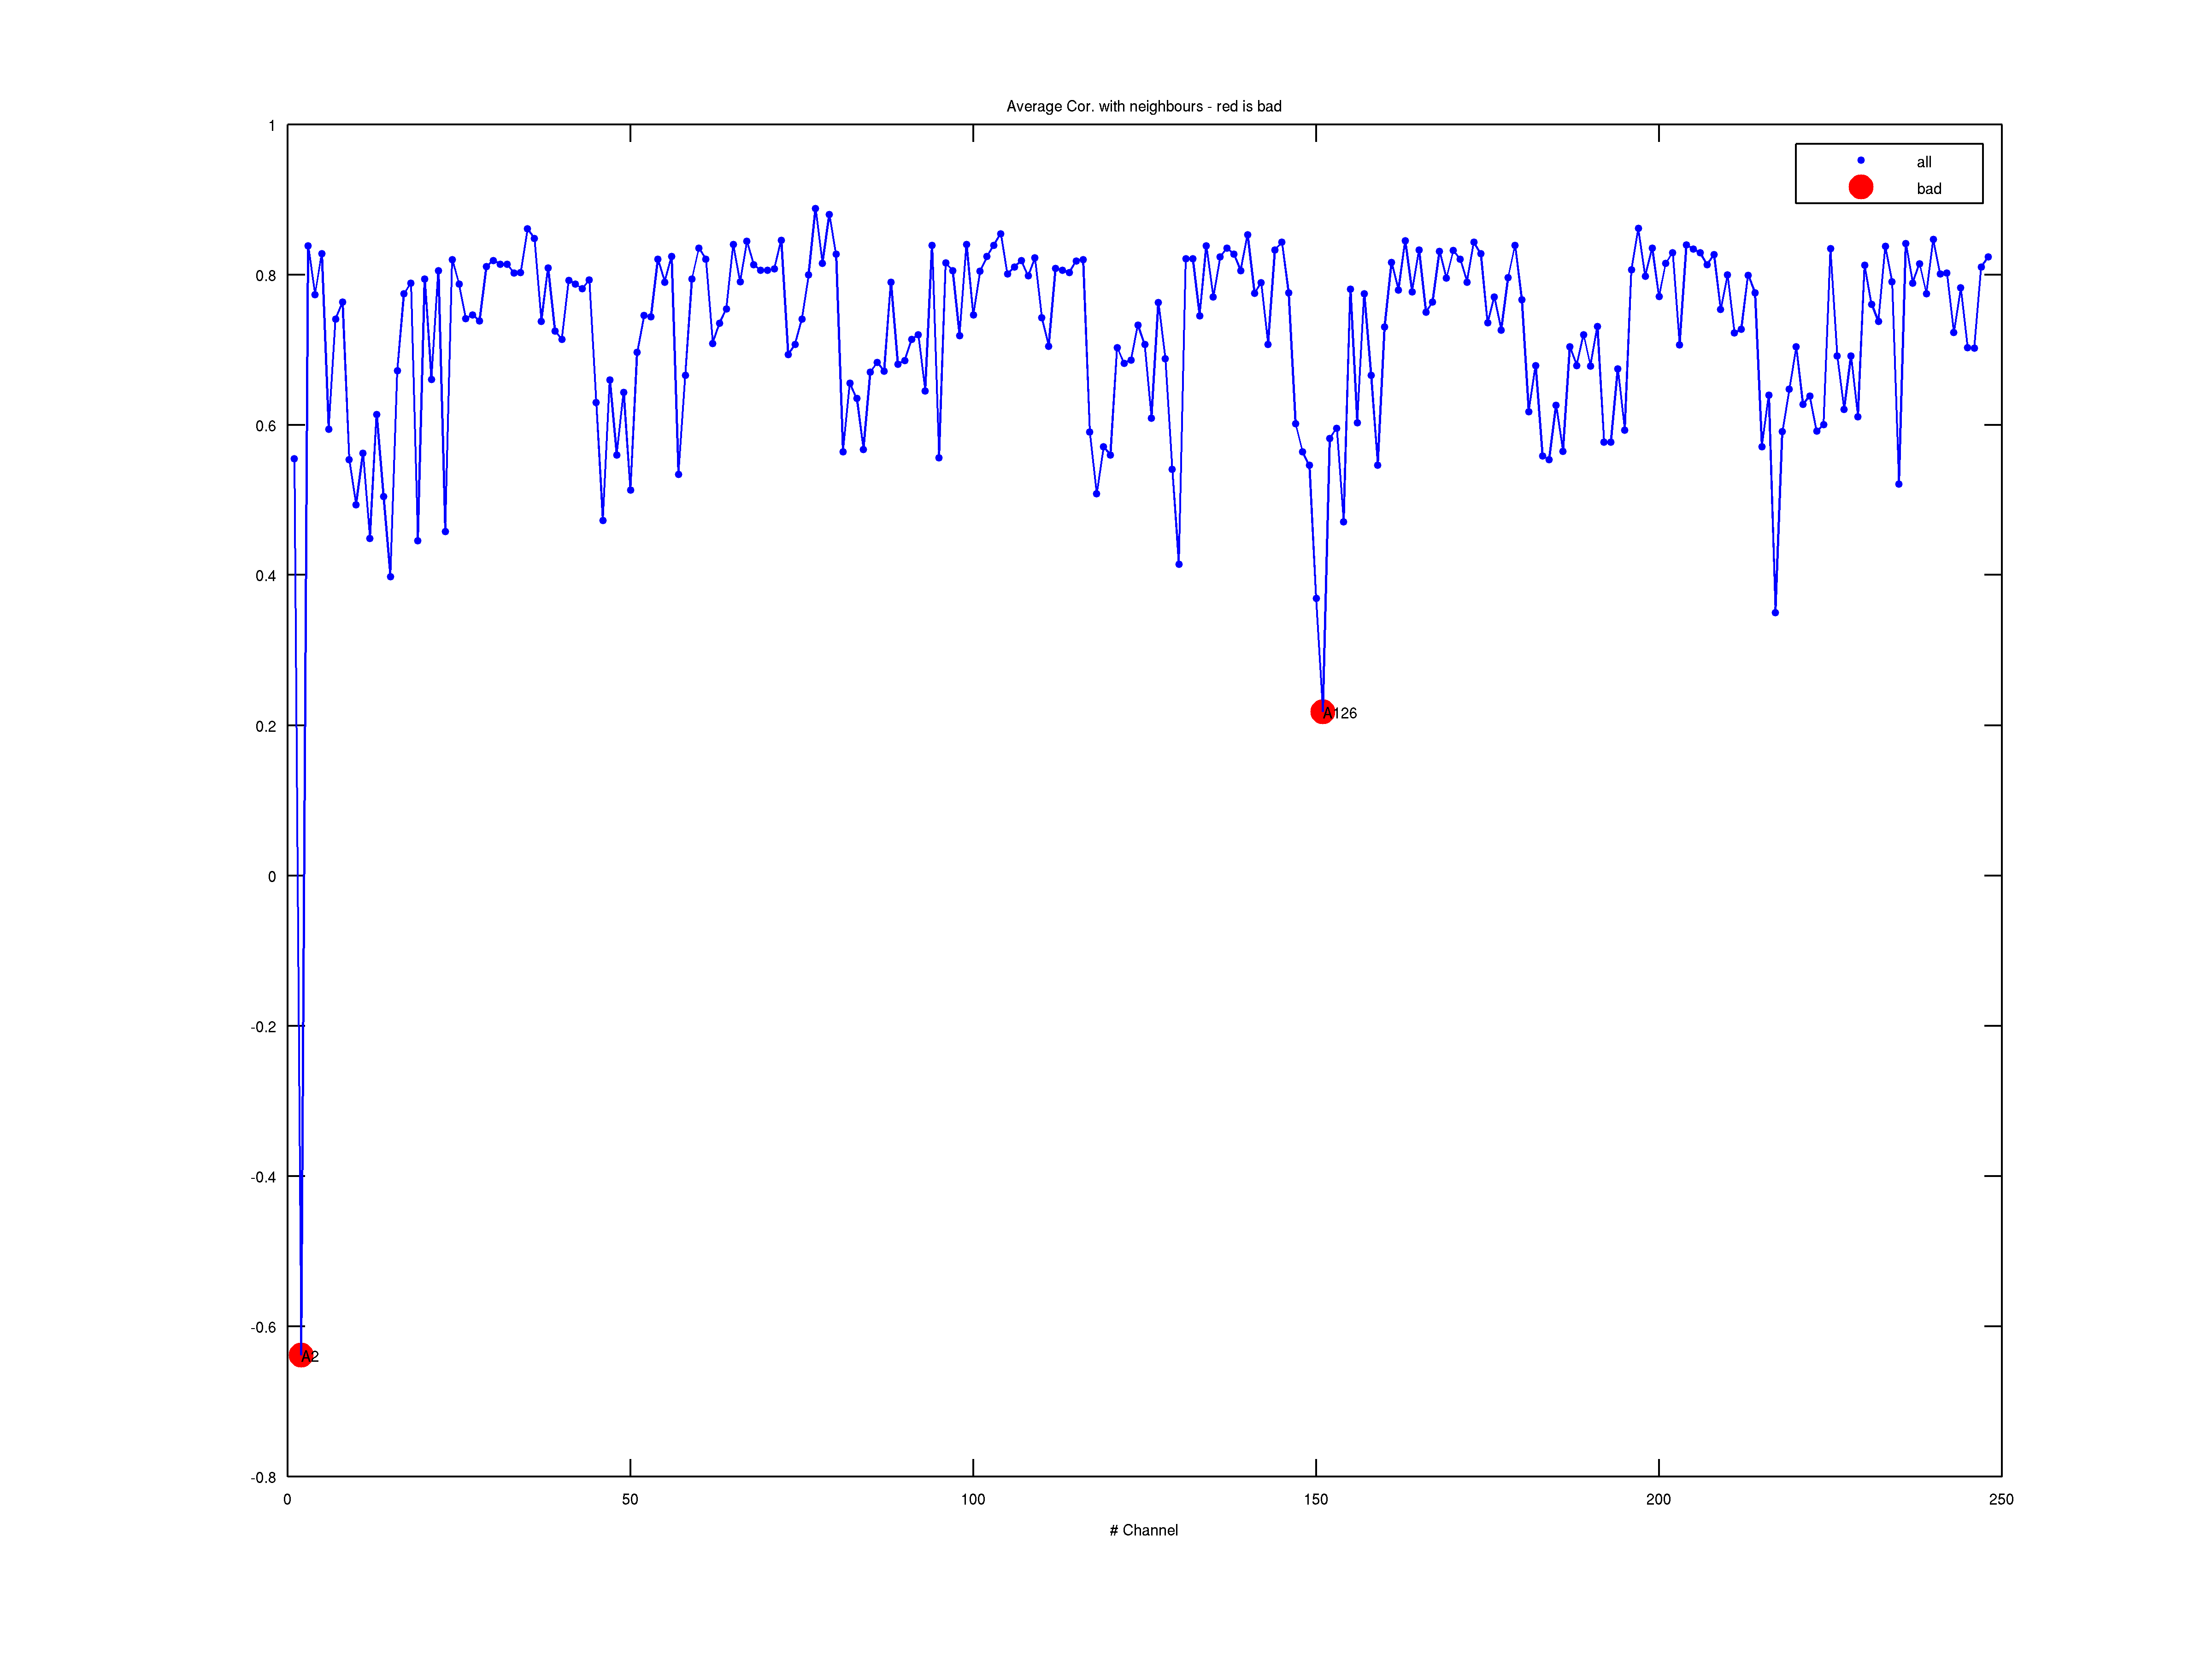 Average Cor. with neighbours - red is bad
1
all
bad
0.8
0.6
0.4
0.2
A126
0
-0.2
-0.4
-0.6
A2
-0.8
0 50 100 150 200 250
# Channel